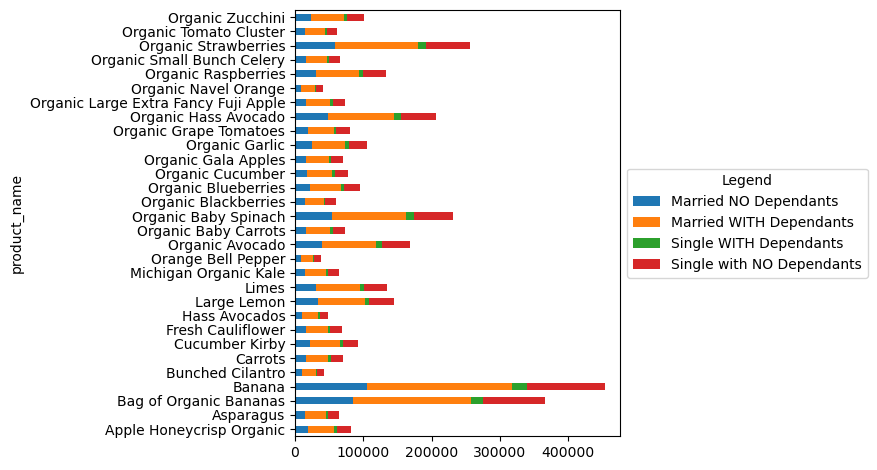 product_name
Organic Zucchini
Organic Tomato Cluster
Organic Strawberries
Organic Small Bunch Celery
Organic Raspberries
Organic Navel Orange
Organic Large Extra Fancy Fuji Apple
Organic Hass Avocado
Organic Grape Tomatoes
Organic Garlic
Organic Gala Apples
Organic Cucumber
Organic Blueberries
Organic Blackberries
Organic Baby Spinach
Organic Baby Carrots
Organic Avocado
Orange Bell Pepper
Michigan Organic Kale
Limes
Large Lemon
Hass Avocados
Fresh Cauliflower
Cucumber Kirby
Carrots
Bunched Cilantro
Banana
Bag of Organic Bananas
Asparagus
Apple Honeycrisp Organic
0 100000 200000 300000 400000
Legend
Married NO Dependants
Married WITH Dependants
Single WITH Dependants
Single with NO Dependants